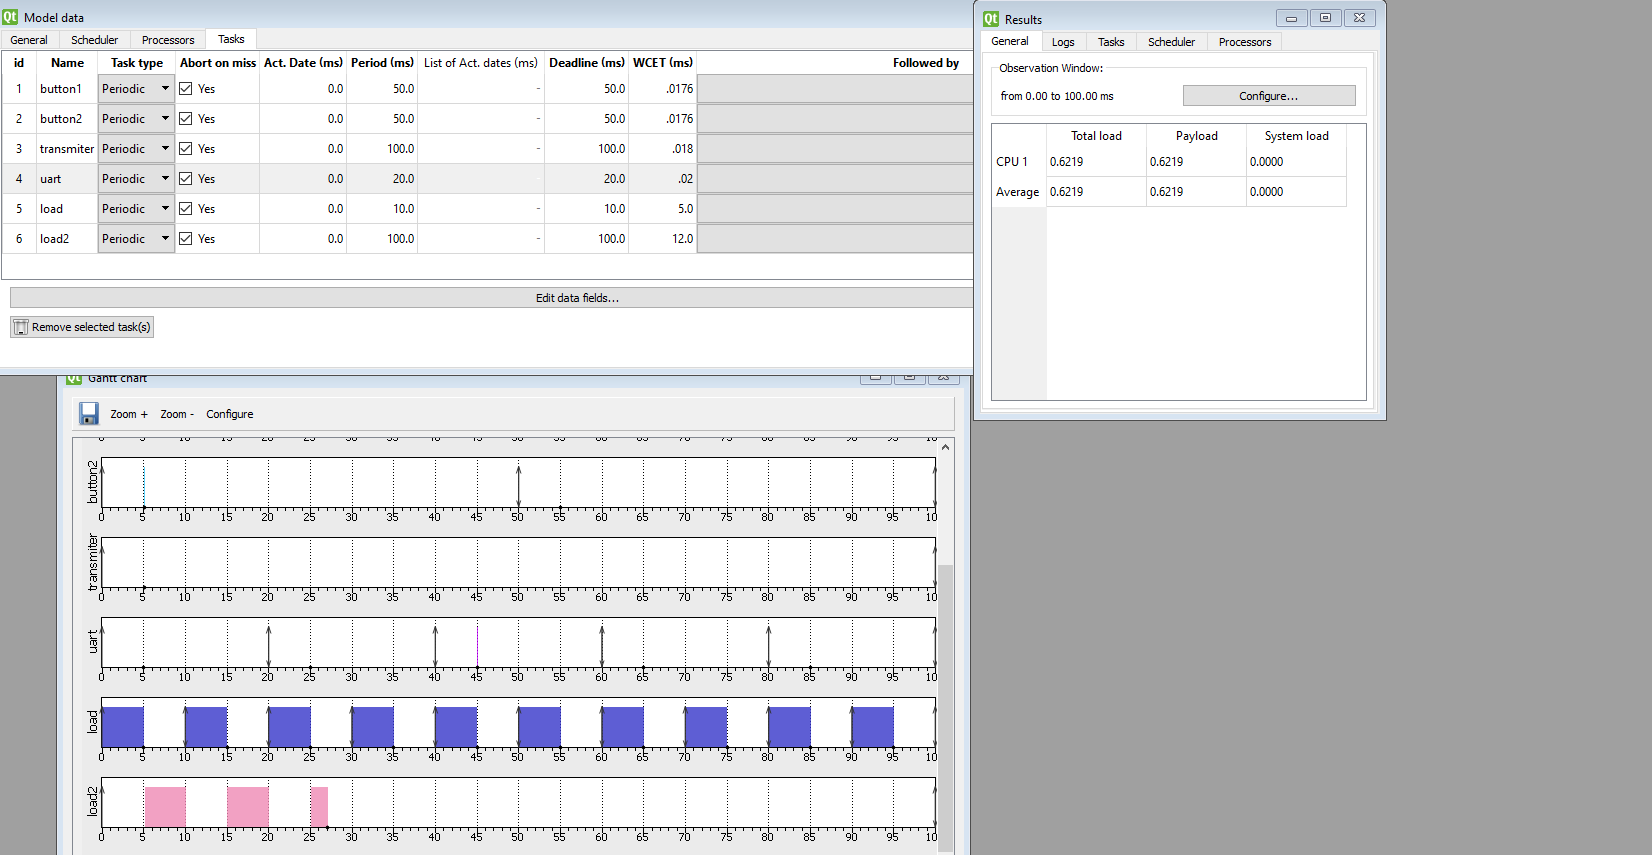 Qt Model data
General Scheduler Processors Tasks
id Name Task type Abort on miss Act. Date (ms) Period (ms) List of Act. dates (ms) Deadline (ms) WCET (ms) Followed by
1 button1 Periodic Yes 0.0 50.0 - 50.0 .0176
2 button2 Periodic Yes 0.0 50.0 - 50.0 .0176
3 transmiter Periodic Yes 0.0 100.0 - 100.0 .018
4 uart Periodic Yes 0.0 20.0 20.0 .02
5 load Periodic Yes 0.0 10.0 - 10.0 5.0
6 load2 Periodic Yes 0.0 100.0 - 100.0 12.0
Edit data fields...
Remove selected task(s)
Qt Results
General Logs Tasks Scheduler Processors
Observation Window:
from 0.00 to 100.00 ms Configure...
Total load Payload System load
CPU 1 0.6219 0.6219 0.0000
Average 0.6219 0.6219 0.0000
Qt Gantt chart
Zoom + Zoom - Configure
button2
0 5 10 15 20 25 30 35 40 45 50 55 60 65 70 75 80 85 90 95 10
transmiter
0 5 10 15 20 25 30 35 40 45 50 55 60 65 70 75 80 85 90 95 10
uart
0 5 10 15 20 25 30 35 40 45 50 55 60 65 70 75 80 85 90 95 10
load
0 5 10 15 20 25 30 35 40 45 50 55 60 65 70 75 80 85 90 95 10
load2
0 5 10 15 20 25 30 35 40 45 50 55 60 65 70 75 80 85 90 95 10